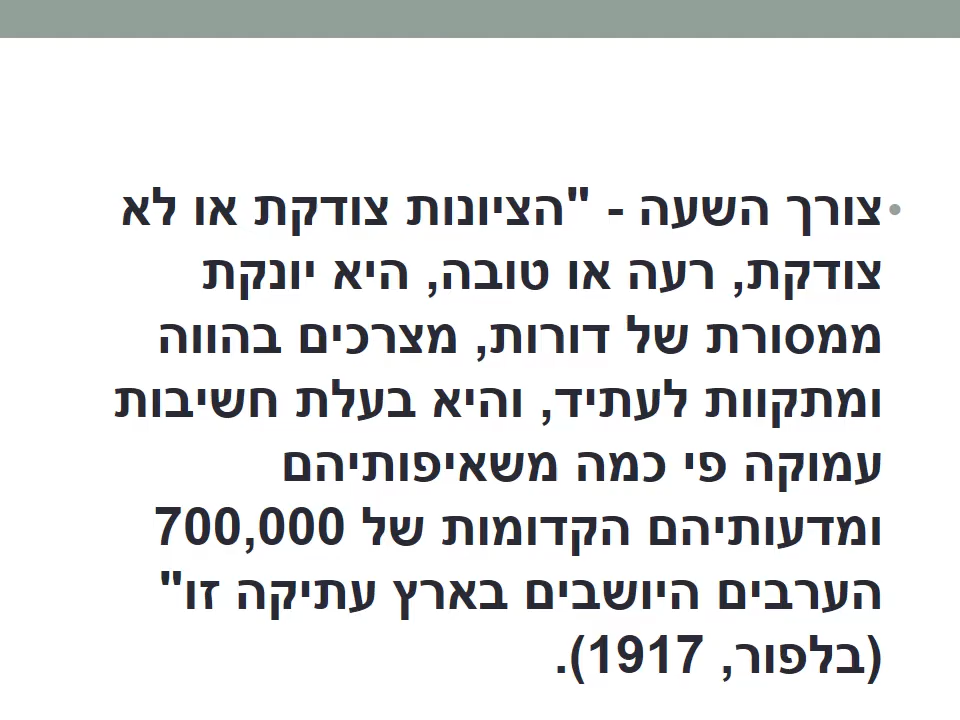 • צורך השעה - "הציונות צודקת או לא
צודקת, רעה או טובה, היא יונקת
ממסורת של דורות, מצרכים בהווה
ומתקוות לעתיד, והיא בעלת חשיבות
עמוקה פי כמה משאיפותיהם
ומדעותיהם הקדומות של 700,000
הערבים היושבים בארץ עתיקה זו"
(בלפור, 1917).